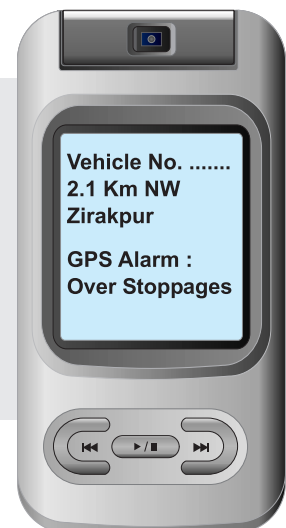 Vehicle No. .......
2.1 Km NW
Zirakpur
GPS Alarm :
Over Stoppages